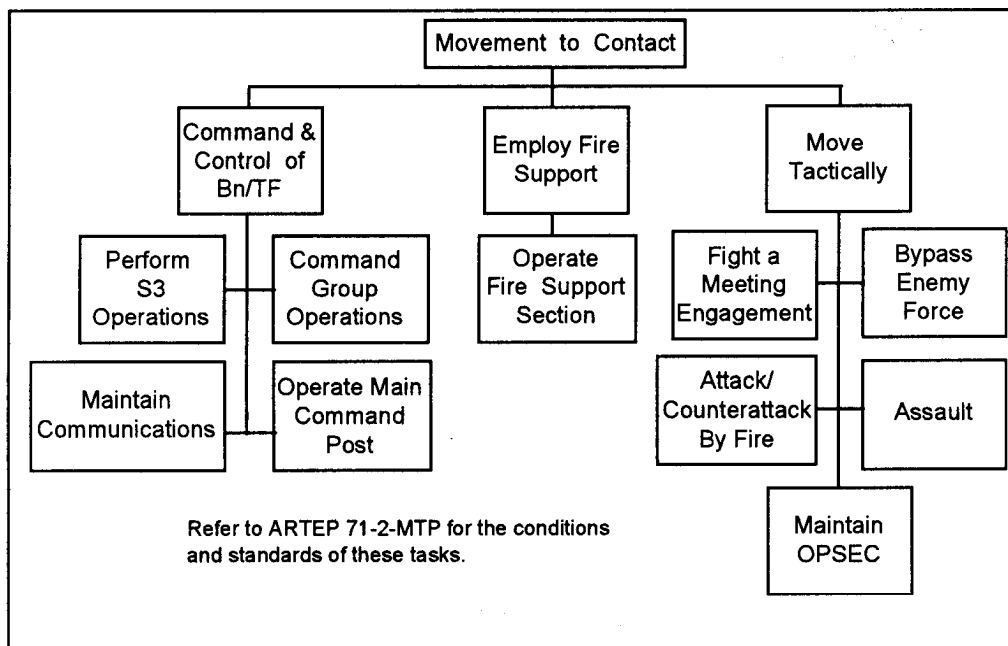 Movement to Contact
Command &
Control of
Bn/TF
Employ Fire
Support
Move
Tactically
Perform
S3
Operations
Command
Group
Operations
Operate
Fire Support
Section
Fight a
Meeting
Engagement
Bypass
Enemy
Force
Maintain
Communications
Operate Main
Command
Post
Attack/
Counterattack
By Fire
Assault
Refer to ARTEP 71-2-MTP for the conditions
and standards of these tasks.
Maintain
OPSEC